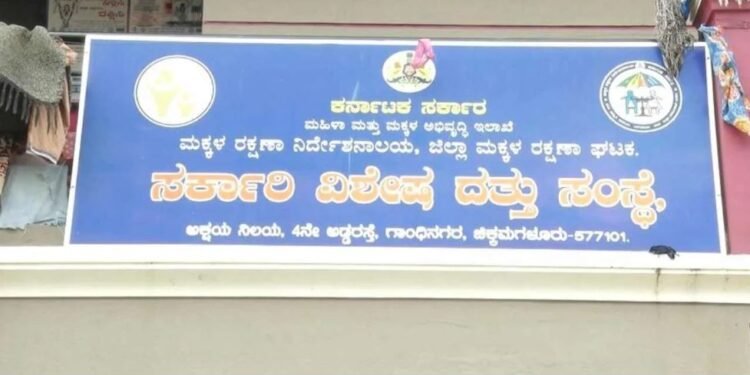 ಕರ್ನಾಟಕ ಸರ್ಕಾರ
ಮಹಿಳಾ ಮತ್ತು ಮಕ್ಕಳ ಅಭಿವೃದ್ಧಿ ಇಲಾಖೆ
ಮಕ್ಕಳ ರಕ್ಷಣಾ ನಿರ್ದೇಶನಾಲಯ, ಜಿಲ್ಲಾ ಮಕ್ಕಳ ರಕ್ಷಣಾ ಘಟಕ.
ಸರ್ಕಾರಿ ವಿಶೇಷ ದತ್ತು ಸಂಸ್ಥೆ,
ಅಕ್ಷಯ ನಿಲಯ, 4ನೇ ಅಡ್ಡರಸ್ತೆ, ಗಾಂಧಿನಗರ, ಚಿಕ್ಕಮಗಳೂರು-577101.